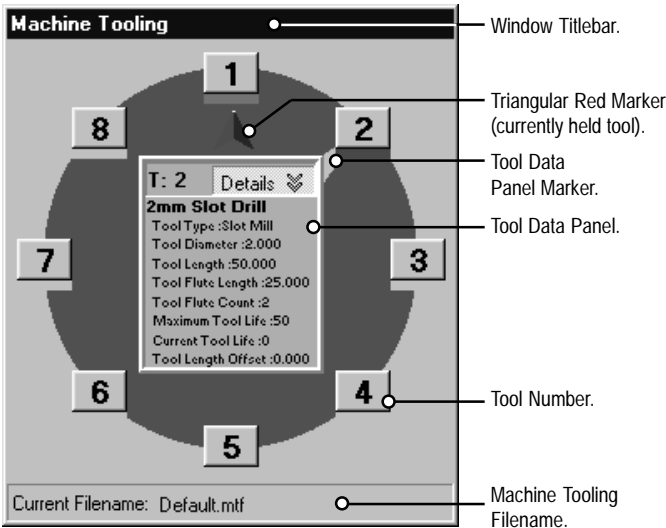 Machine Tooling
Window Titlebar.
1
Triangular Red Marker
(currently held tool).
8
2
Tool Data
Panel Marker.
T: 2 Details
2mm Slot Drill
Tool Type :Slot Mill
Tool Diameter :2.000
Tool Length :50.000
Tool Flute Length :25.000
Tool Flute Count :2
Maximum Tool Life :50
Current Tool Life :0
Tool Length Offset :0.000
Tool Data Panel.
7
3
6
4
Tool Number.
5
Current Filename: Default.mtf
Machine Tooling
Filename.